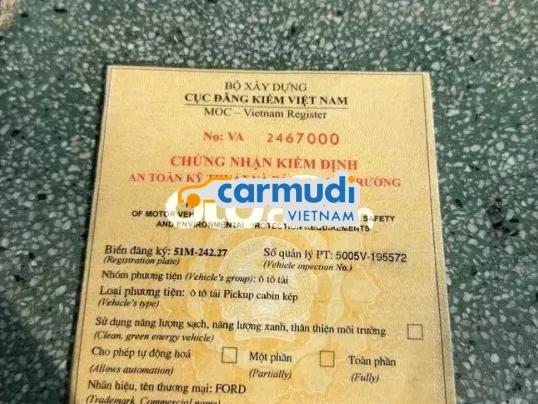 BỘ XÂY DỰNG
CỤC ĐĂNG KIỂM VIỆT NAM
MOC – Vietnam Register
No: VA 2467000
CHỨNG NHẬN KIỂM ĐỊNH
AN TOÀN KỸ TRƯỜNG
carmudi
VIETNAM
OF MOTOR VEH SAFETY
AND ENVIRONMENTAL PROTECTION REQUIREMENTS
Biển đăng ký: 51M-242.27 Số quản lý PT: 5005V-195572
(Registration plate) (Vehicle inpection No.)
Nhóm phương tiện (Vehicle's group): ô tô tải
Loại phương tiện: ô tô tải Pickup cabin kép
(Vehicle's type)
Sử dụng năng lượng sạch, năng lượng xanh, thân thiện môi trường
(Clean, green energy vehicle)
Cho phép tự động hoá Một phần Toàn phần
(Allows automation) (Partially) (Fully)
Nhãn hiệu, tên thương mại: FORD
(Trademark, Commercial name)